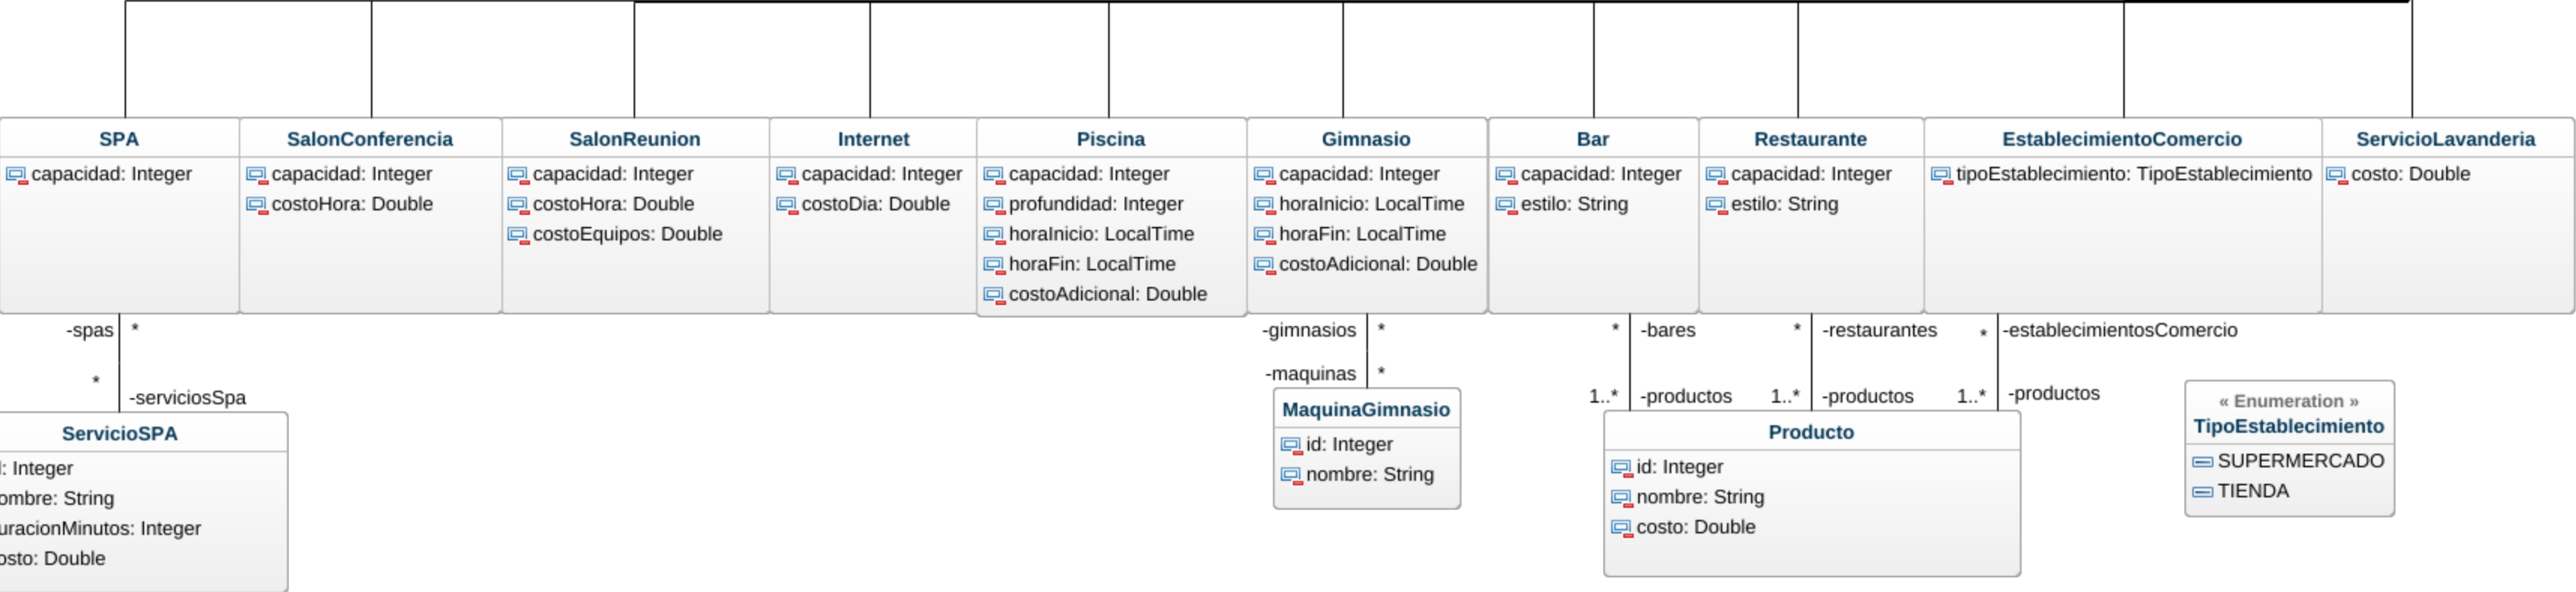 SPA
capacidad: Integer
SalonConferencia
capacidad: Integer
costoHora: Double
SalonReunion
capacidad: Integer
costoHora: Double
costoEquipos: Double
Internet
capacidad: Integer
costoDia: Double
Piscina
capacidad: Integer
profundidad: Integer
horaInicio: LocalTime
horaFin: LocalTime
costoAdicional: Double
Gimnasio
capacidad: Integer
horaInicio: LocalTime
horaFin: LocalTime
costoAdicional: Double
Bar
capacidad: Integer
estilo: String
Restaurante
capacidad: Integer
estilo: String
EstablecimientoComercio
tipoEstablecimiento: TipoEstablecimiento
ServicioLavanderia
costo: Double
-spas *
* -serviciosSpa
ServicioSPA
: Integer
ombre: String
uracionMinutos: Integer
osto: Double
-gimnasios *
-maquinas *
MaquinaGimnasio
id: Integer
nombre: String
* -bares
1..* -productos
* -restaurantes
1..* -productos
* -establecimientosComercio
1..* -productos
Producto
id: Integer
nombre: String
costo: Double
« Enumeration »
TipoEstablecimiento
SUPERMERCADO
TIENDA